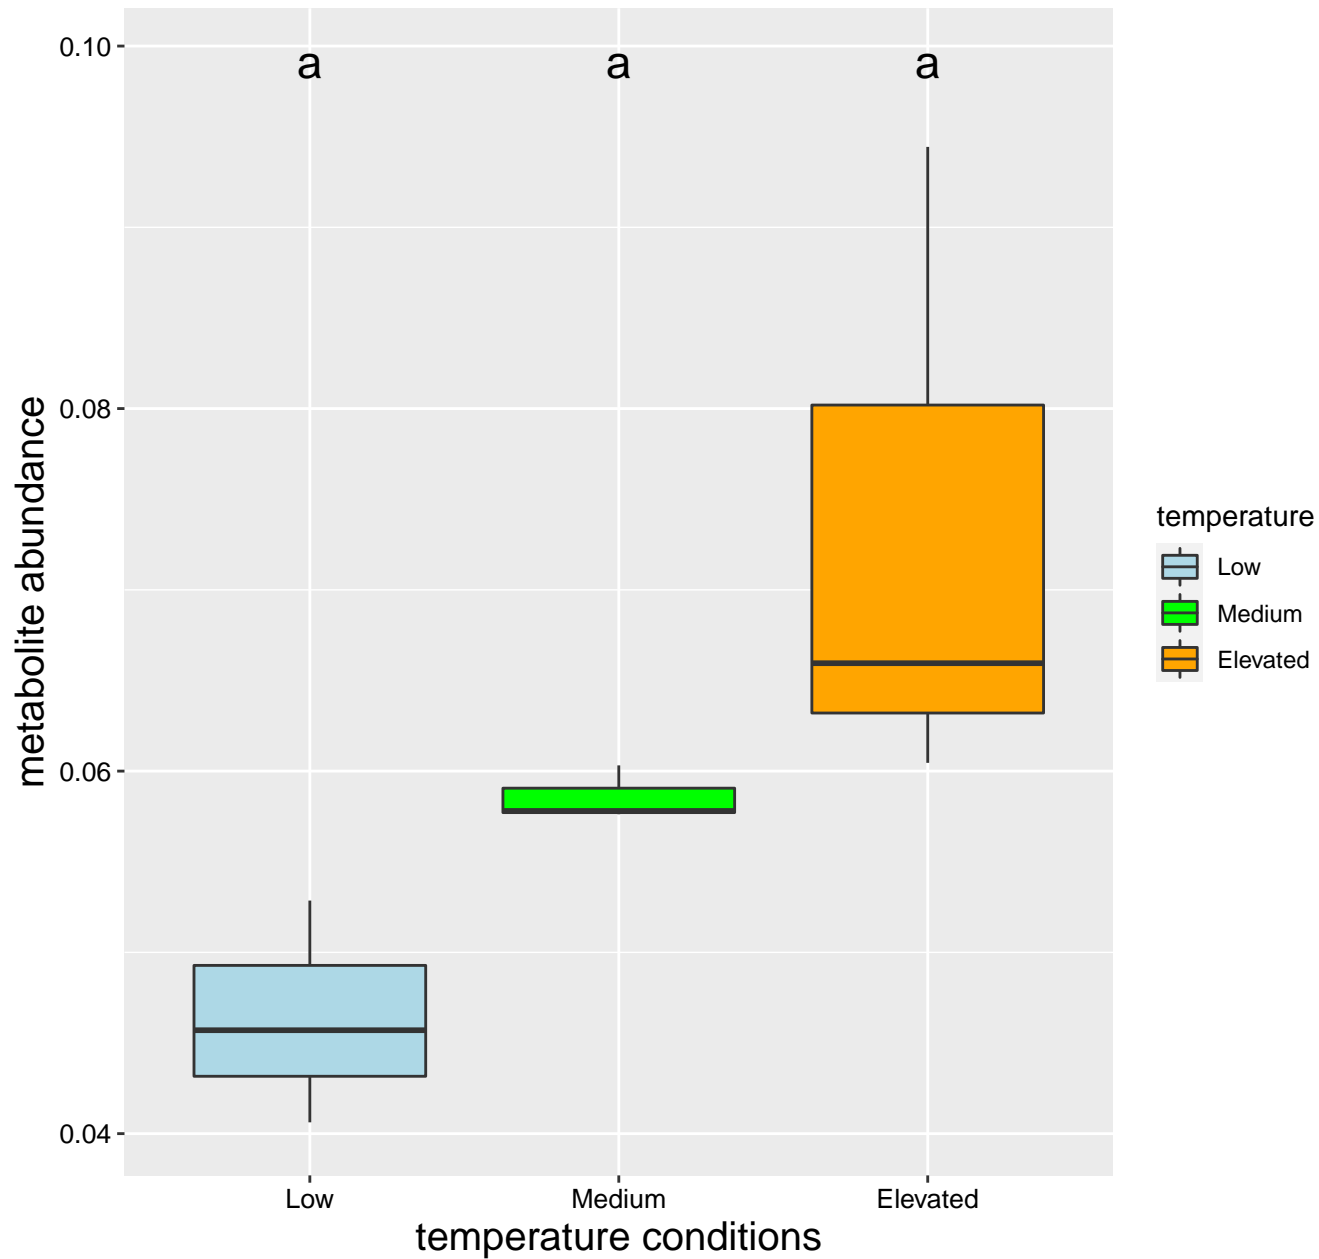 0.10
0.08
0.06
0.04
metabolite abundance
a a a
Low Medium Elevated
temperature conditions
temperature
Low
Medium
Elevated